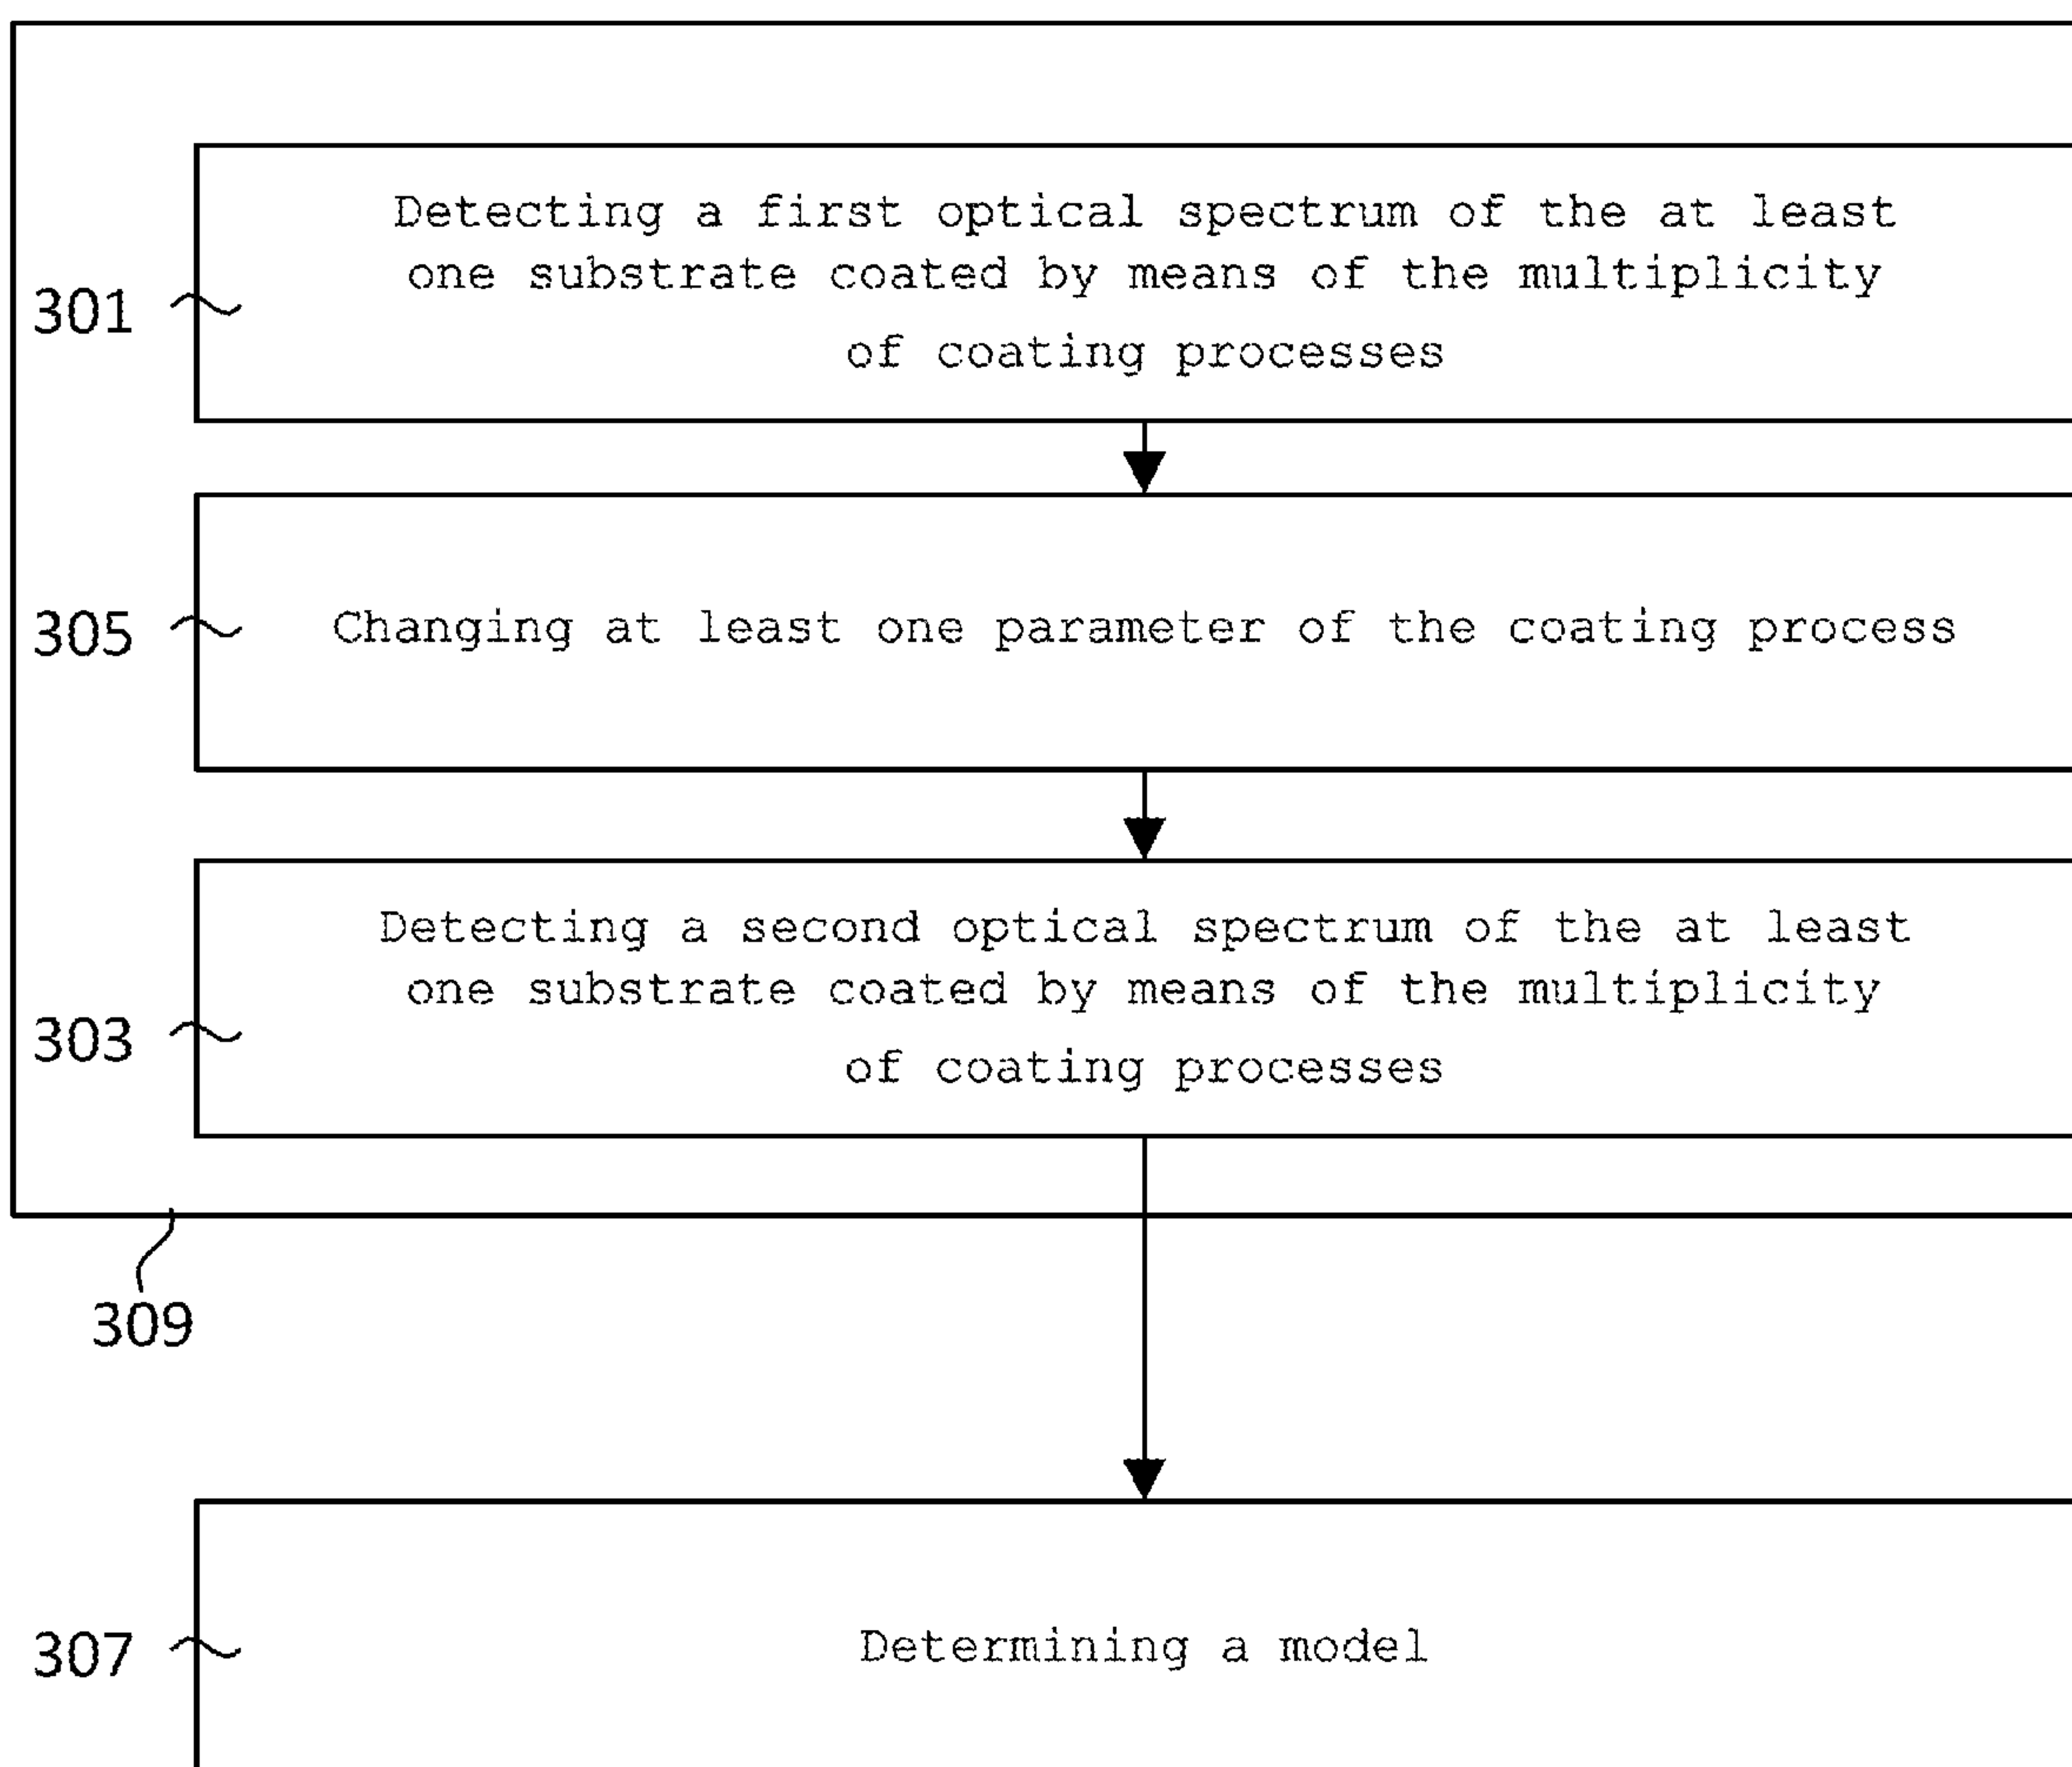 Detecting a first optical spectrum of the at least
one substrate coated by means of the multiplicity
of coating processes
301
Changing at least one parameter of the coating process
305
Detecting a second optical spectrum of the at least
one substrate coated by means of the multiplicity
of coating processes
303
309
Determining a model
307